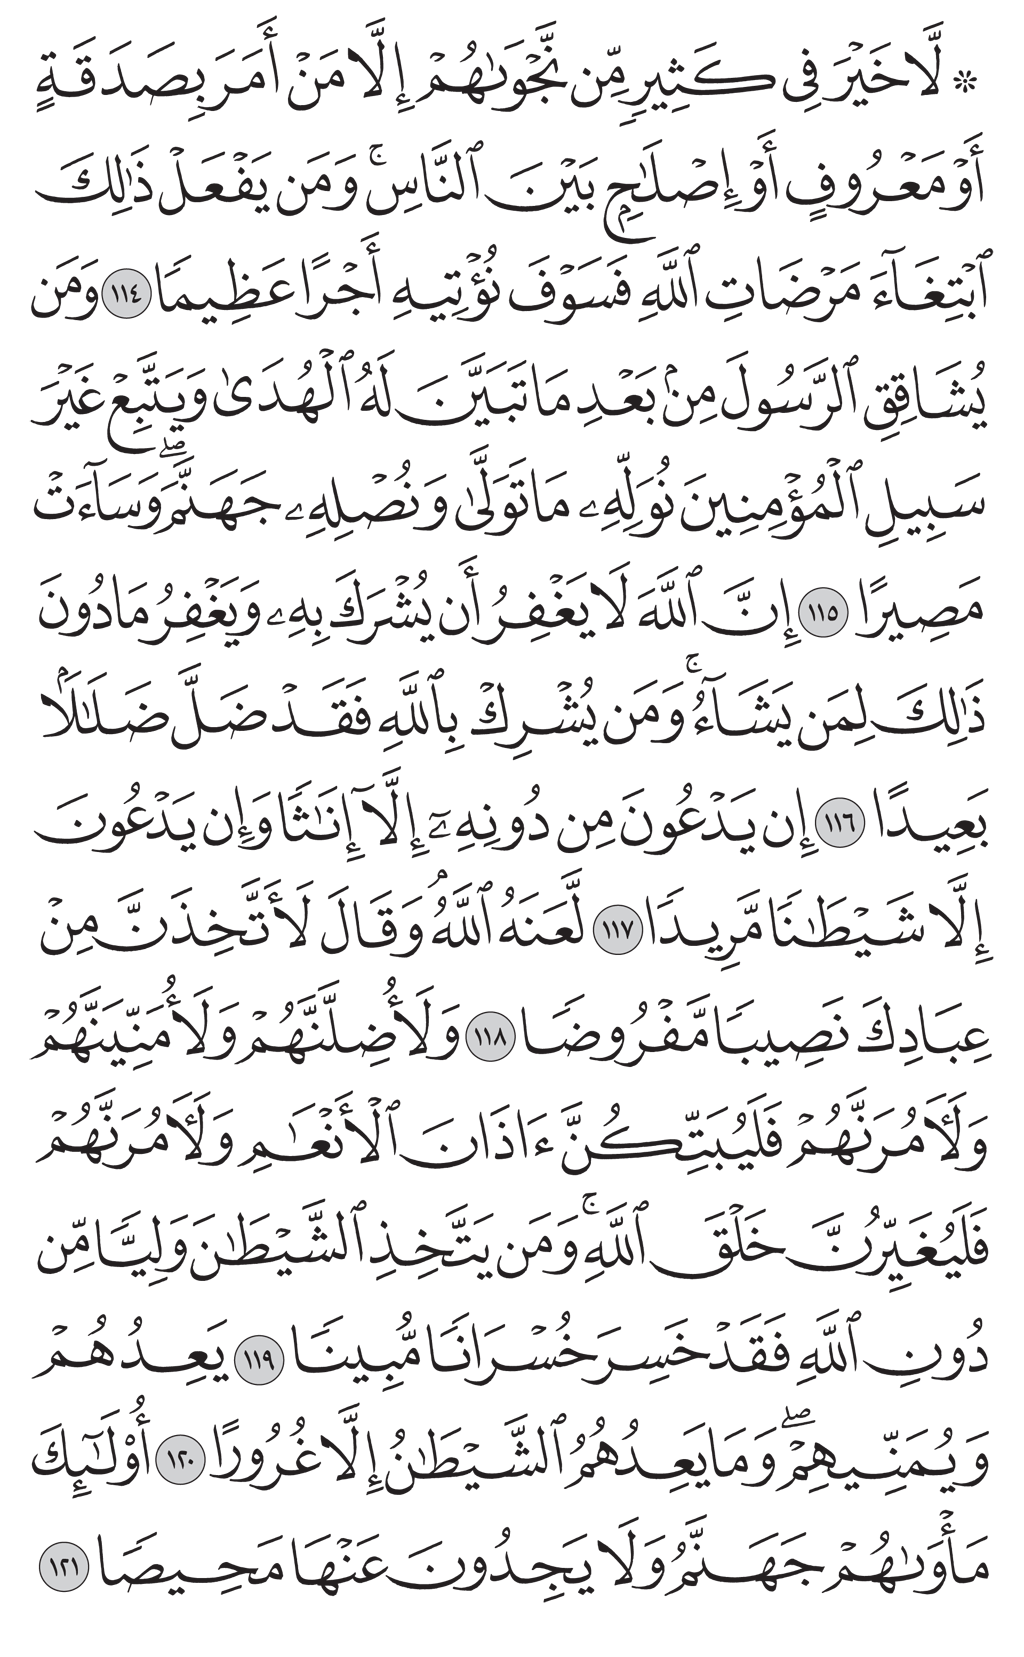 ۞ لَّا خَيْرَ فِي كَثِيرٍ مِّن نَّجْوَىٰهُمْ إِلَّا مَنْ أَمَرَ بِصَدَقَةٍ
أَوْ مَعْرُوفٍ أَوْ إِصْلَٰحٍۭ بَيْنَ ٱلنَّاسِۚ وَمَن يَفْعَلْ ذَٰلِكَ
ٱبْتِغَآءَ مَرْضَاتِ ٱللَّهِ فَسَوْفَ نُؤْتِيهِ أَجْرًا عَظِيمًا ١١٤ وَمَن
يُشَاقِقِ ٱلرَّسُولَ مِنۢ بَعْدِ مَا تَبَيَّنَ لَهُ ٱلْهُدَىٰ وَيَتَّبِعْ غَيْرَ
سَبِيلِ ٱلْمُؤْمِنِينَ نُوَلِّهِۦ مَا تَوَلَّىٰ وَنُصْلِهِۦ جَهَنَّمَۖ وَسَآءَتْ
مَصِيرًا ١١٥ إِنَّ ٱللَّهَ لَا يَغْفِرُ أَن يُشْرَكَ بِهِۦ وَيَغْفِرُ مَا دُونَ
ذَٰلِكَ لِمَن يَشَآءُۚ وَمَن يُشْرِكْ بِٱللَّهِ فَقَدْ ضَلَّ ضَلَٰلًۢا
بَعِيدًا ١١٦ إِن يَدْعُونَ مِن دُونِهِۦٓ إِلَّآ إِنَٰثًا وَإِن يَدْعُونَ
إِلَّا شَيْطَٰنًا مَّرِيدًا ١١٧ لَّعَنَهُ ٱللَّهُۘ وَقَالَ لَأَتَّخِذَنَّ مِنْ
عِبَادِكَ نَصِيبًا مَّفْرُوضًا ١١٨ وَلَأُضِلَّنَّهُمْ وَلَأُمَنِّيَنَّهُمْ
وَلَءَامُرَنَّهُمْ فَلَيُبَتِّكُنَّ ءَاذَانَ ٱلْأَنْعَٰمِ وَلَءَامُرَنَّهُمْ
فَلَيُغَيِّرُنَّ خَلْقَ ٱللَّهِۚ وَمَن يَتَّخِذِ ٱلشَّيْطَٰنَ وَلِيًّا مِّن
دُونِ ٱللَّهِ فَقَدْ خَسِرَ خُسْرَانًا مُّبِينًا ١١٩ يَعِدُهُمْ
وَيُمَنِّيهِمْۖ وَمَا يَعِدُهُمُ ٱلشَّيْطَٰنُ إِلَّا غُرُورًا ١٢٠ أُو۟لَٰٓئِكَ
مَأْوَىٰهُمْ جَهَنَّمُ وَلَا يَجِدُونَ عَنْهَا مَحِيصًا ١٢١